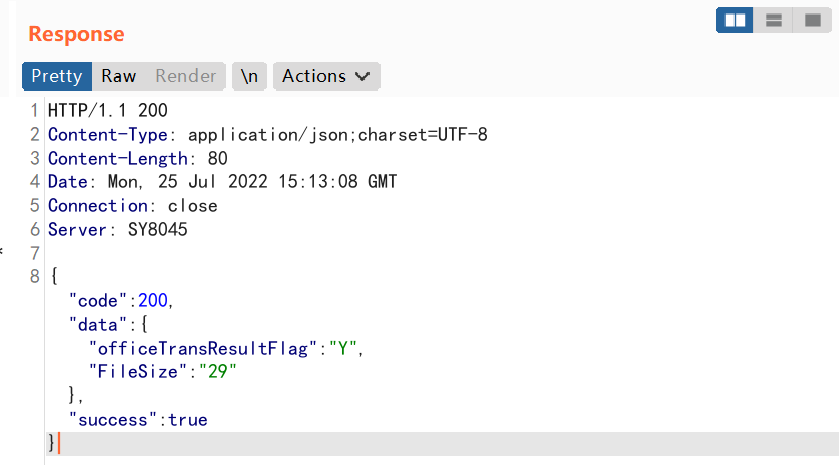 Response
Pretty Raw Render \n Actions
1 HTTP/1.1 200
2 Content-Type: application/json;charset=UTF-8
3 Content-Length: 80
4 Date: Mon, 25 Jul 2022 15:13:08 GMT
5 Connection: close
6 Server: SY8045
7
8 {
"code":200,
"data":{
"officeTransResultFlag":"Y",
"FileSize":"29"
},
"success":true
}